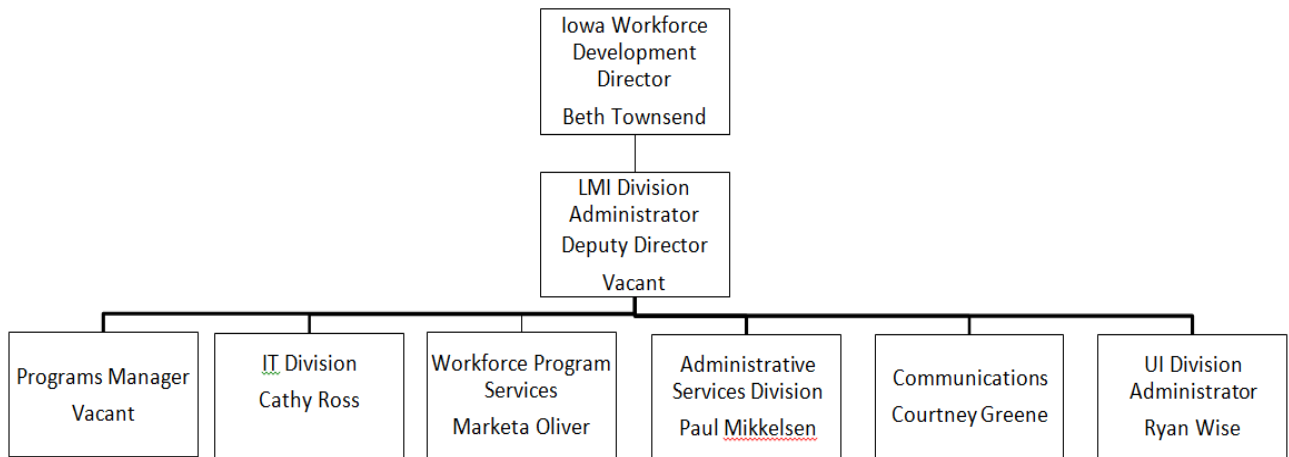 Iowa Workforce
Development
Director
Beth Townsend
LMI Division
Administrator
Deputy Director
Vacant
Programs Manager
Vacant
IT Division
Cathy Ross
Workforce Program
Services
Marketa Oliver
Administrative
Services Division
Paul Mikkelsen
Communications
Courtney Greene
UI Division
Administrator
Ryan Wise